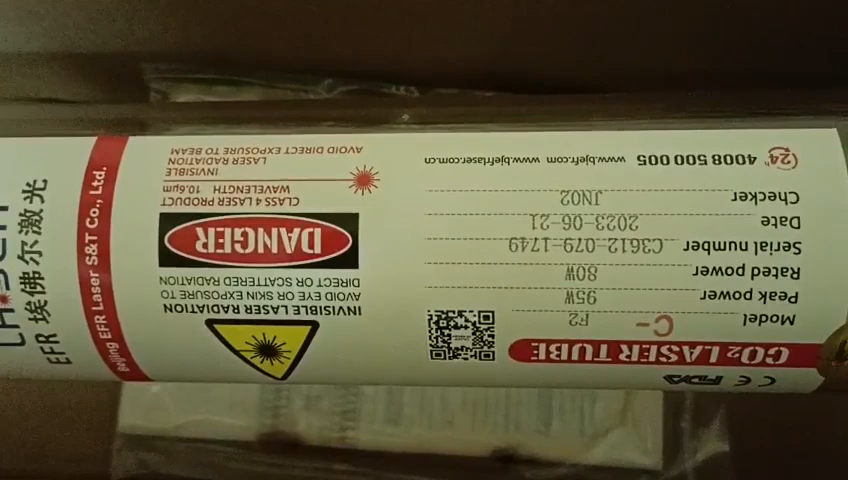 CE FDA
CO₂ LASER TUBE
Model C- F2
Peak power 95W
Rated power 80W
Serial number C3612-079-1749
Date 2023-06-21
Checker JN02
24h 4008 500 005 www.bjefr.com www.bjefrlaser.com.cn
INVISIBLE LASER RADIATION
AVOID EYE OR SKIN EXPOSURE TO
DIRECT OR SCATTERED RADIATION
DANGER
CLASS 4 LASER PRODUCT
WAVELENGTH 10.6μm
INVISIBLE
LASER RADIATION
AVOID DIRECT EXPOSURE TO BEAM
Beijing EFR Laser S&T Co., Ltd.
EFR 埃佛尔激光